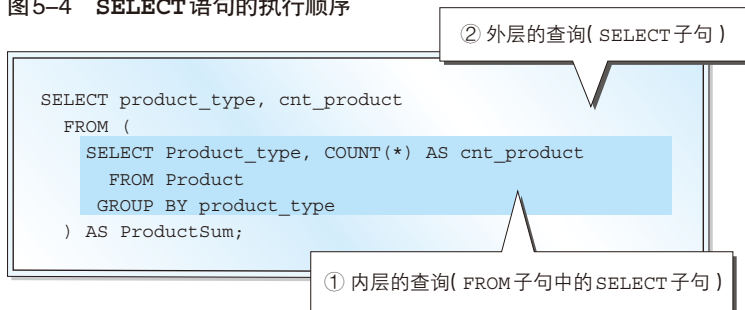 图5-4 SELECT语句的执行顺序
② 外层的查询( SELECT子句 )
SELECT product_type, cnt_product
FROM (
SELECT Product_type, COUNT(*) AS cnt_product
FROM Product
GROUP BY product_type
) AS ProductSum;
① 内层的查询( FROM子句中的SELECT子句 )